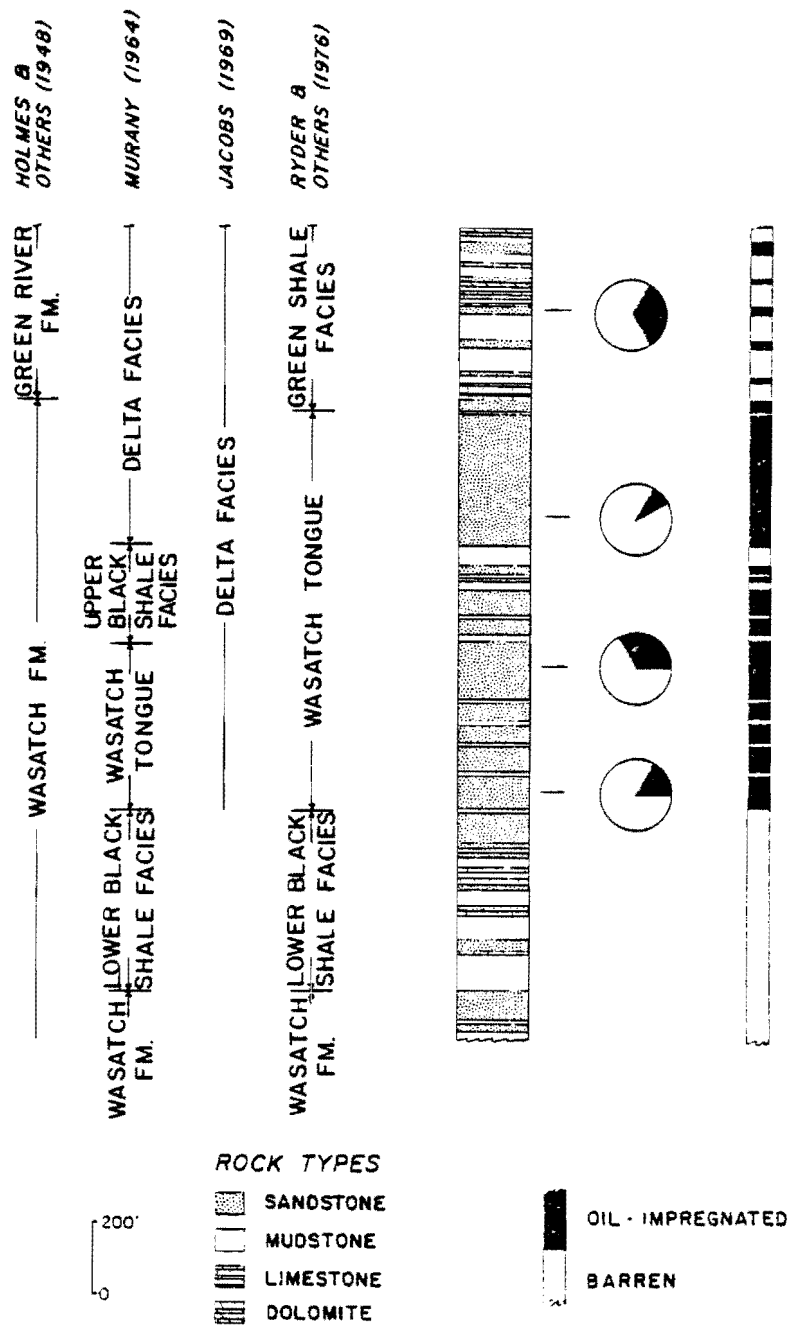 HOLMES &
OTHERS (1948)
MURANY (1964)
JACOBS (1969)
RYDER &
OTHERS (1976)
GREEN RIVER
FM.
WASATCH FM.
DELTA FACIES
UPPER
BLACK
SHALE
FACIES
WASATCH
TONGUE
LOWER BLACK
SHALE FACIES
WASATCH
FM.
DELTA FACIES
GREEN SHALE
FACIES
WASATCH TONGUE
LOWER BLACK
SHALE FACIES
WASATCH
FM.
200'
0
ROCK TYPES
SANDSTONE
MUDSTONE
LIMESTONE
DOLOMITE
OIL - IMPREGNATED
BARREN